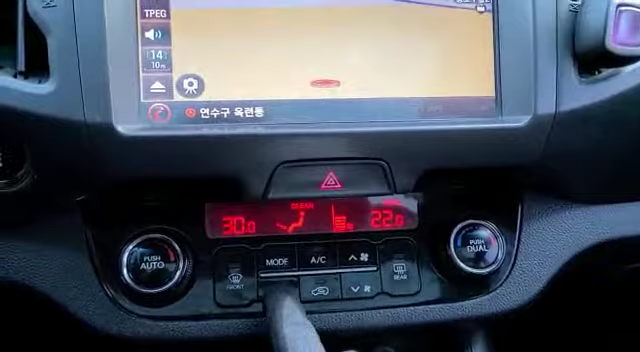 TPEG
14
10m
연수구 옥련동
CLEAN
30.0
22.0
PUSH
AUTO
MODE
A/C
PUSH
DUAL
FRONT
REAR